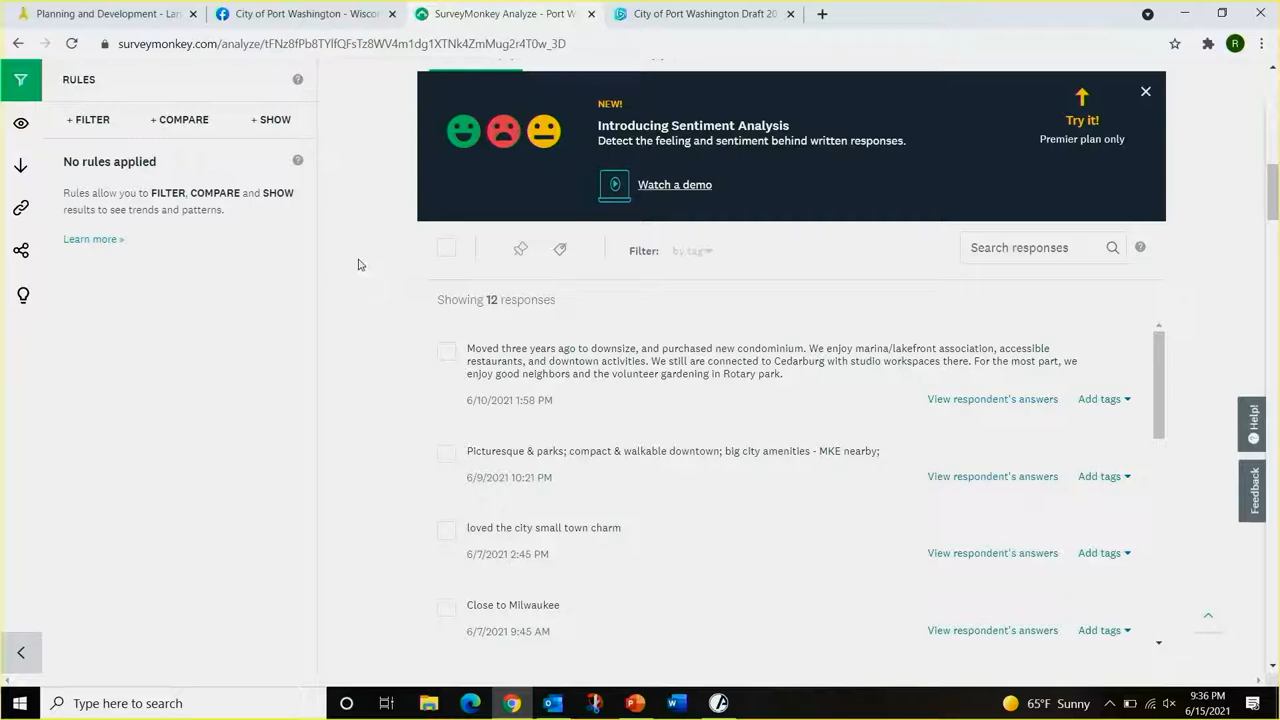 Planning and Development - Lan
City of Port Washington - Wiscon
SurveyMonkey Analyze - Port W
City of Port Washington Draft 20
surveymonkey.com/analyze/tFNz8fPb8TYlfQFsTz8WV4m1dg1XTNk4ZmMug2r4T0w_3D
R
RULES
+ FILTER
+ COMPARE
+ SHOW
No rules applied
Rules allow you to FILTER, COMPARE and SHOW
results to see trends and patterns.
Learn more »
NEW!
Introducing Sentiment Analysis
Detect the feeling and sentiment behind written responses.
Watch a demo
Try it!
Premier plan only
Filter:
by tag
Search responses
Showing 12 responses
Moved three years ago to downsize, and purchased new condominium. We enjoy marina/lakefront association, accessible
restaurants, and downtown activities. We still are connected to Cedarburg with studio workspaces there. For the most part, we
enjoy good neighbors and the volunteer gardening in Rotary park.
6/10/2021 1:58 PM
View respondent's answers
Add tags
Picturesque & parks; compact & walkable downtown; big city amenities - MKE nearby;
6/9/2021 10:21 PM
View respondent's answers
Add tags
loved the city small town charm
6/7/2021 2:45 PM
View respondent's answers
Add tags
Close to Milwaukee
6/7/2021 9:45 AM
View respondent's answers
Add tags
Help!
Feedback
Type here to search
65°F Sunny
9:36 PM
6/15/2021